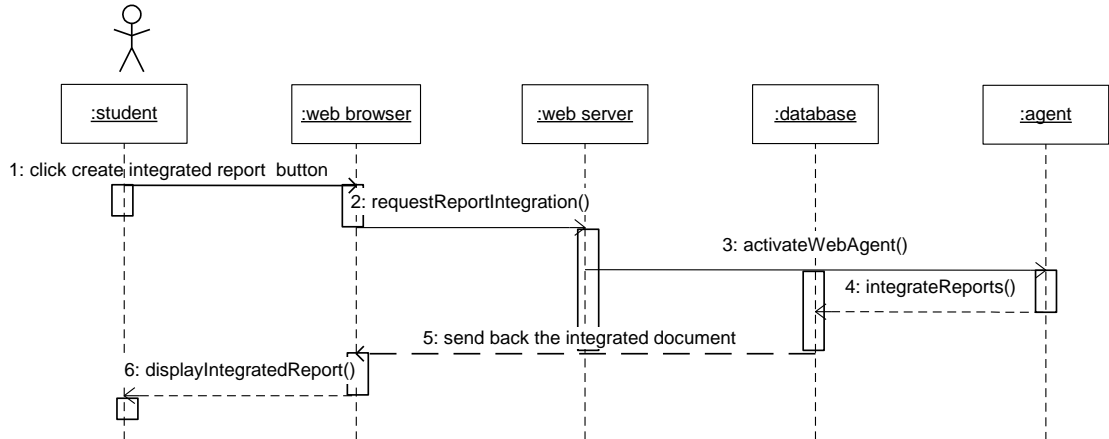 :student
:web browser
:web server
:database
:agent
1: click create integrated report button
2: requestReportIntegration()
3: activateWebAgent()
4: integrateReports()
5: send back the integrated document
6: displayIntegratedReport()